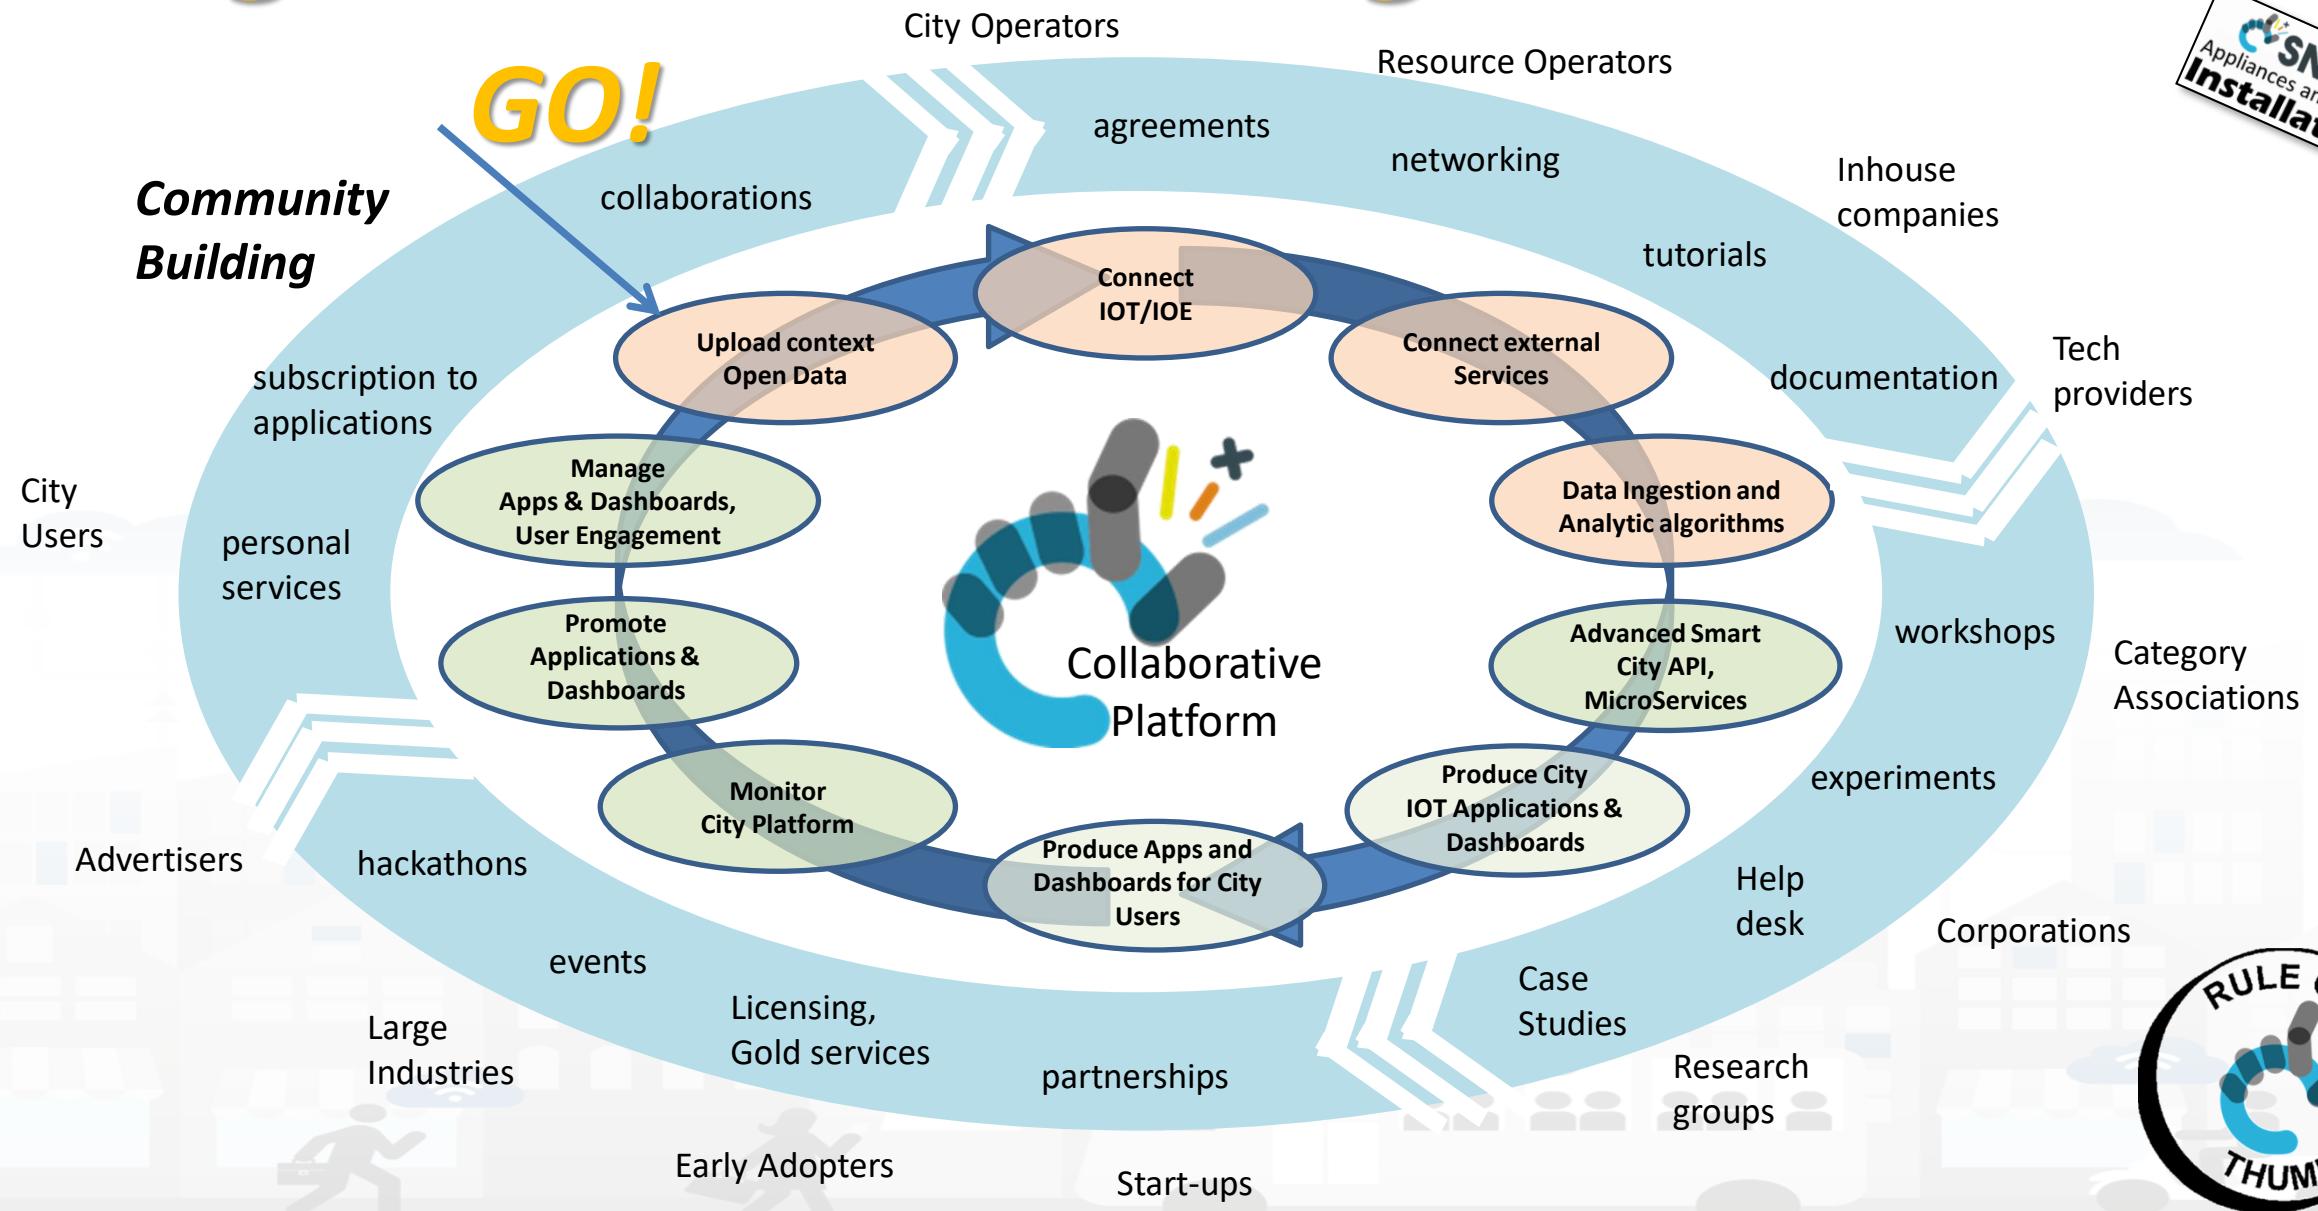 City Operators
Resource Operators
GO!
agreements
networking
Inhouse
companies
Community
Building
collaborations
tutorials
Connect
IOT/IOE
Upload context
Open Data
Connect external
Services
Tech
providers
documentation
subscription to
applications
Manage
Apps & Dashboards,
User Engagement
Data Ingestion and
Analytic algorithms
City
Users
personal
services
Promote
Applications &
Dashboards
Collaborative
Platform
Advanced Smart
City API,
MicroServices
workshops
Category
Associations
Monitor
City Platform
Produce City
IOT Applications &
Dashboards
experiments
Produce Apps and
Dashboards for City
Users
Advertisers
hackathons
Help
desk
Corporations
events
Case
Studies
Licensing,
Gold services
Large
Industries
partnerships
Research
groups
Early Adopters
Start-ups
Appliances
RULE